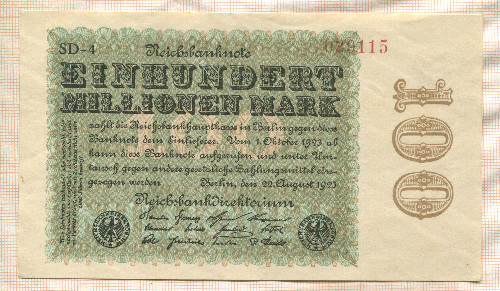 SD-4 Reichsbanknote 029115
EINHUNDERT
MILLIONEN MARK
zahlt die Reichsbankhauptkasse in Berlin gegen diese
Banknote dem Einlieferer. Vom 1. Oktober 1923 ab
kann diese Banknote aufgerufen und unter Um-
tausch gegen andere gesetzliche Zahlungsmittel ein-
gezogen werden Berlin, den 22. August 1923
Reichsbankdirektorium
100